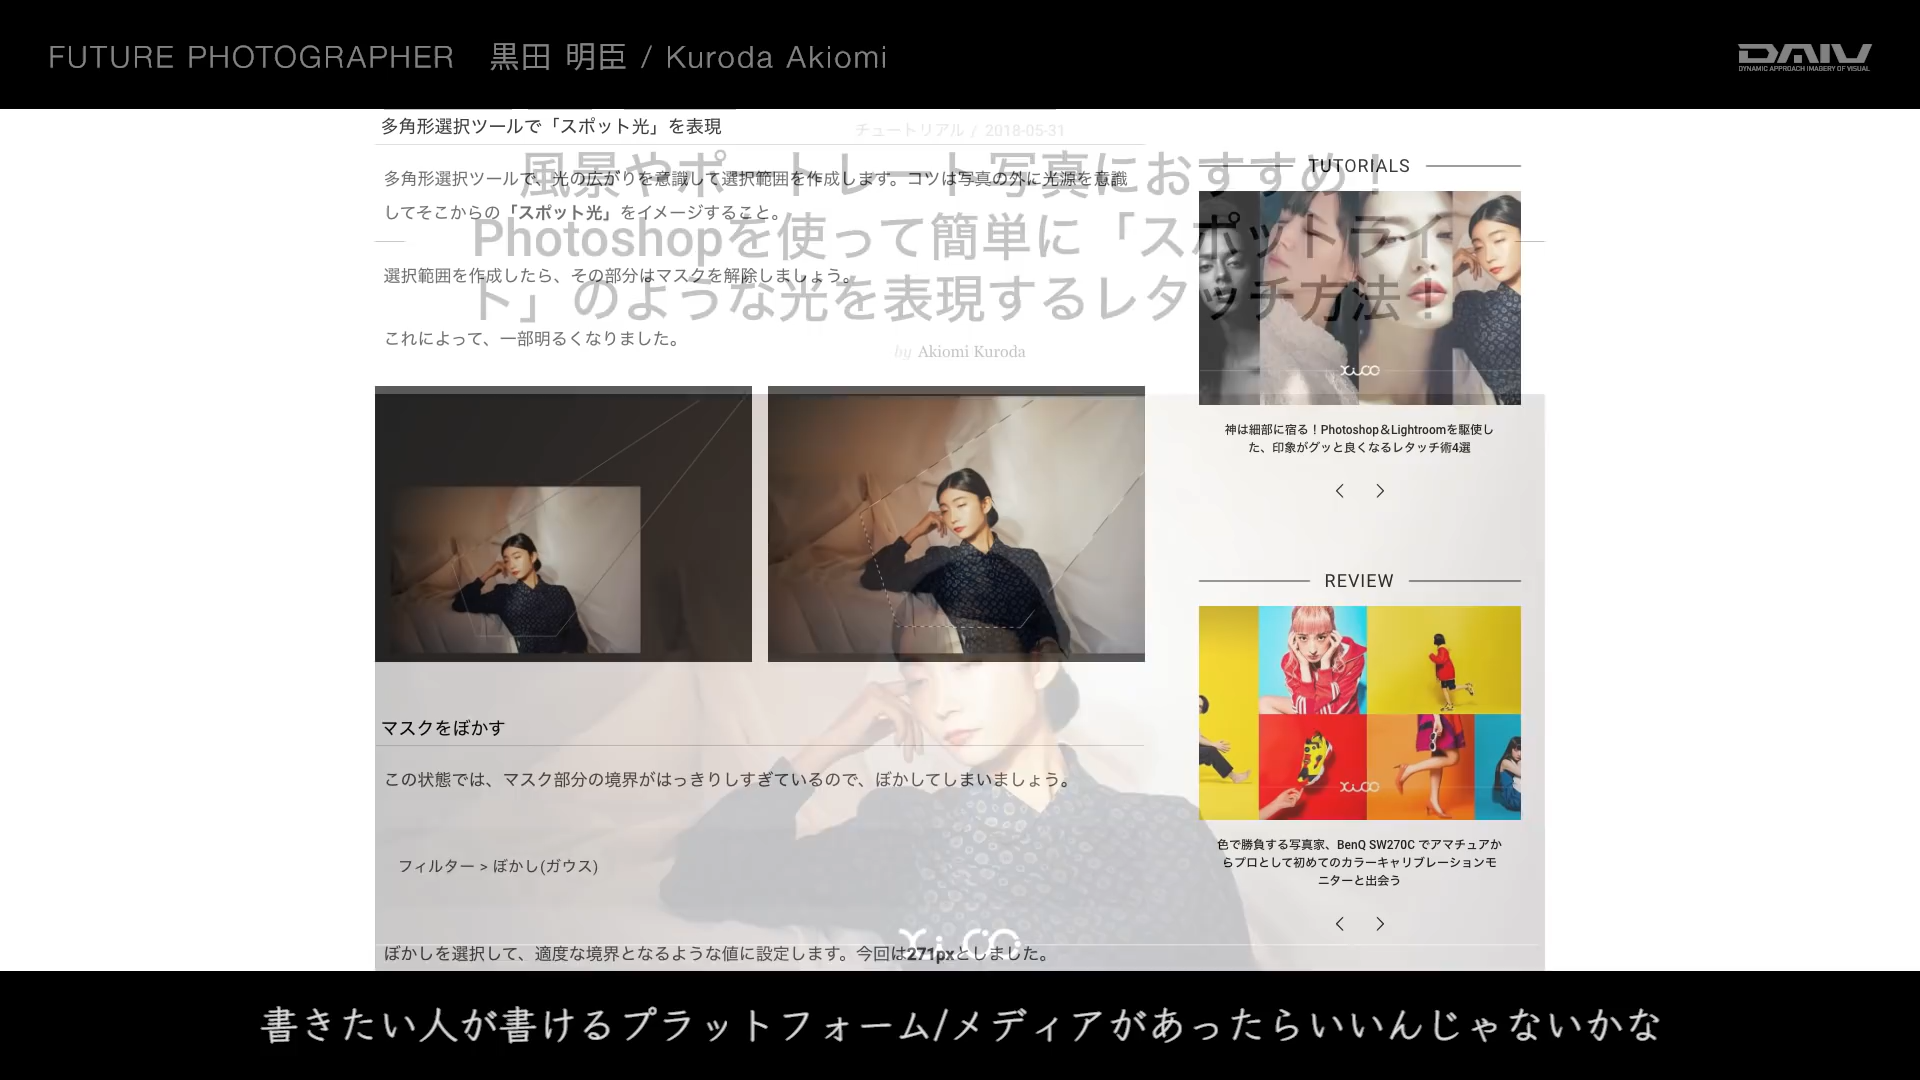 FUTURE PHOTOGRAPHER 黒田 明臣 / Kuroda Akiomi
DAIV
DYNAMIC APPROACH IMAGERY OF VISUAL
多角形選択ツールで「スポット光」を表現
多角形選択ツールで、光の広がりを意識して選択範囲を作成します。コツは写真の外に光源を意識
してそこからの「スポット光」をイメージすること。
選択範囲を作成したら、その部分はマスクを解除しましょう。
これによって、一部明るくなりました。
チュートリアル / 2018-05-31
風景やポートレート写真におすすめ!
Photoshopを使って簡単に「スポットライ
ト」のような光を表現するレタッチ方法!
by Akiomi Kuroda
マスクをぼかす
この状態では、マスク部分の境界がはっきりしすぎているので、ぼかしてしまいましょう。
フィルター > ぼかし(ガウス)
ぼかしを選択して、適度な境界となるような値に設定します。今回は271pxとしました。
XICO
TUTORIALS
XICO
神は細部に宿る!Photoshop&Lightroomを駆使し
た、印象がグッと良くなるレタッチ術4選
REVIEW
XICO
色で勝負する写真家、BenQ SW270C でアマチュアか
らプロとして初めてのカラーキャリブレーションモ
ニターと出会う
書きたい人が書けるプラットフォーム/メディアがあったらいいんじゃないかな